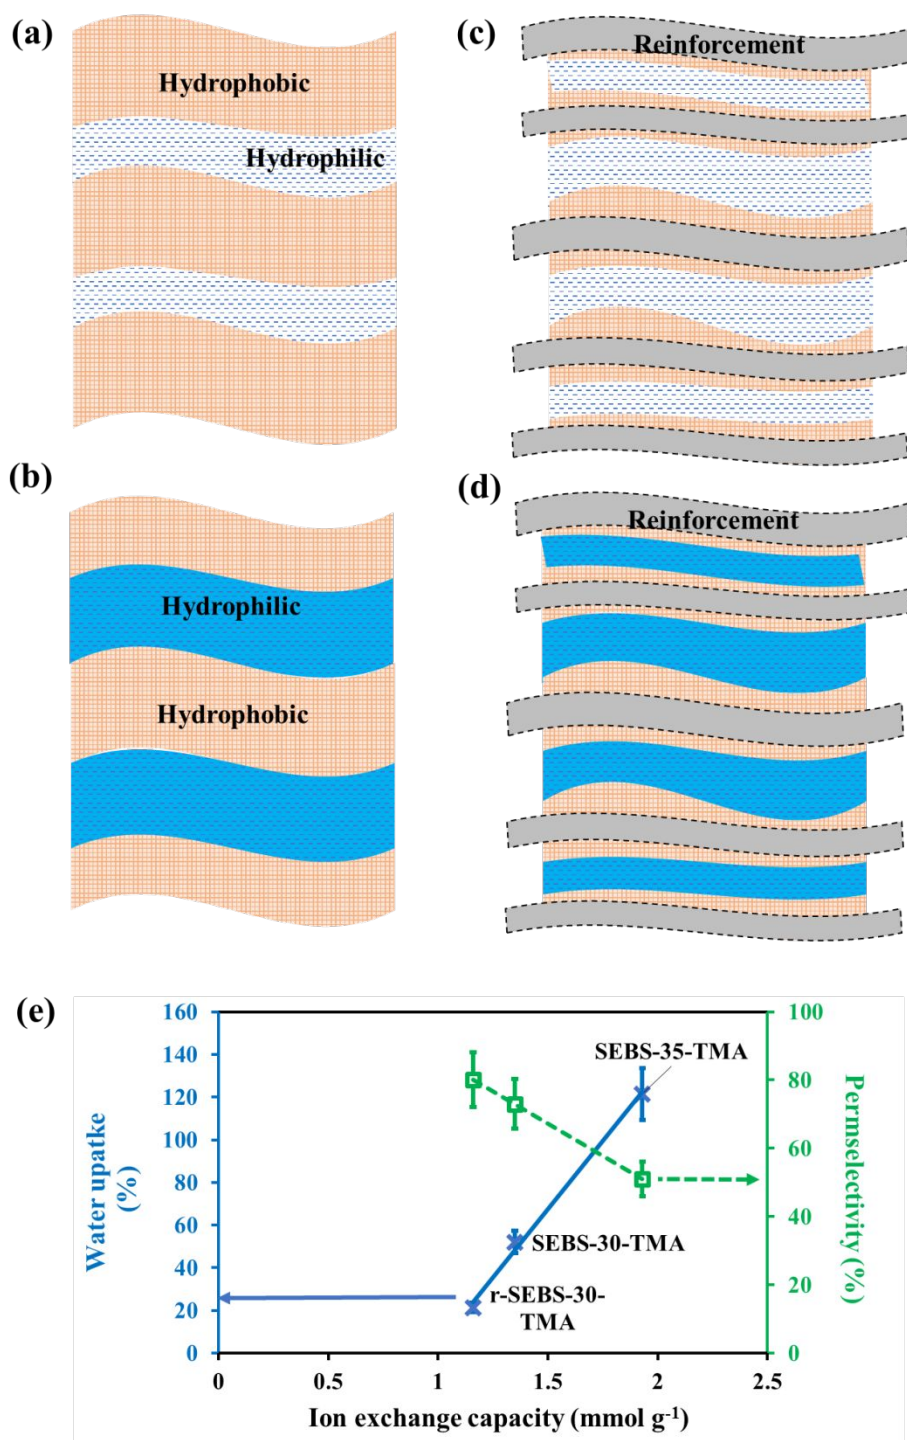 (a)
Hydrophobic
Hydrophilic
(c)
Reinforcement
(b)
Hydrophilic
Hydrophobic
(d)
Reinforcement
(e)
Water upatke
(%)
160
140
120
100
80
60
40
20
0
SEBS-35-TMA
SEBS-30-TMA
r-SEBS-30-
TMA
100
80
60
40
20
0
Permselectivity (%)
0 0.5 1 1.5 2 2.5
Ion exchange capacity (mmol g⁻¹)